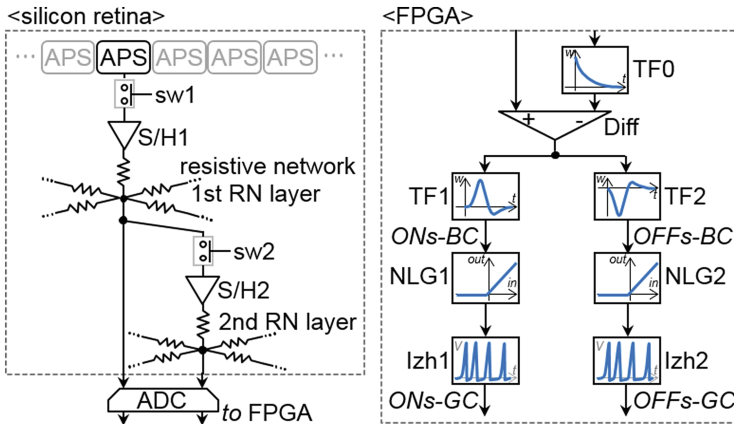 <silicon retina>
··· APS APS APS APS APS ···
sw1
S/H1
resistive network
1st RN layer
sw2
S/H2
2nd RN layer
ADC
to FPGA
<FPGA>
w t
TF0
+ -
Diff
TF1
w t
w t
TF2
ONs-BC
OFFs-BC
NLG1
out in
out in
NLG2
Izh1
V t
V t
Izh2
ONs-GC
OFFs-GC